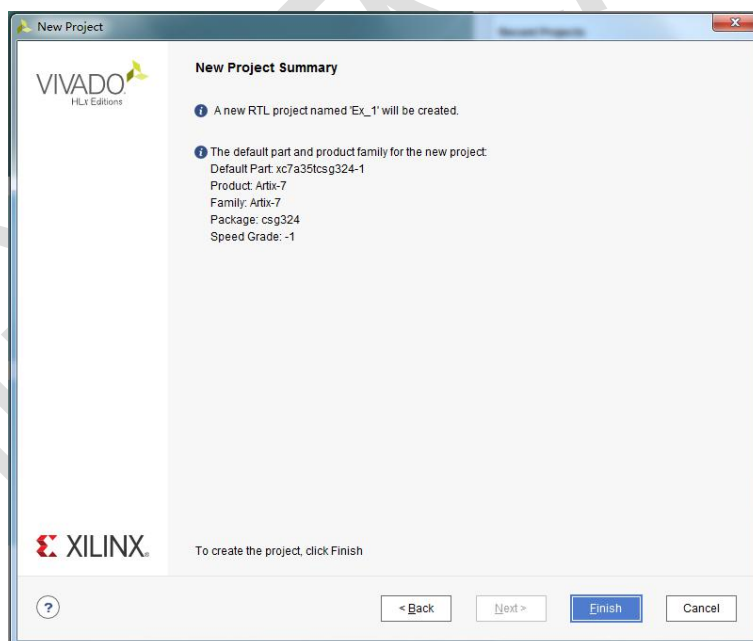 New Project
Recent Projects
VIVADO
HLx Editions
New Project Summary
A new RTL project named 'Ex_1' will be created.
The default part and product family for the new project:
Default Part: xc7a35tcsg324-1
Product: Artix-7
Family: Artix-7
Package: csg324
Speed Grade: -1
XILINX.
To create the project, click Finish
? < Back Next > Finish Cancel